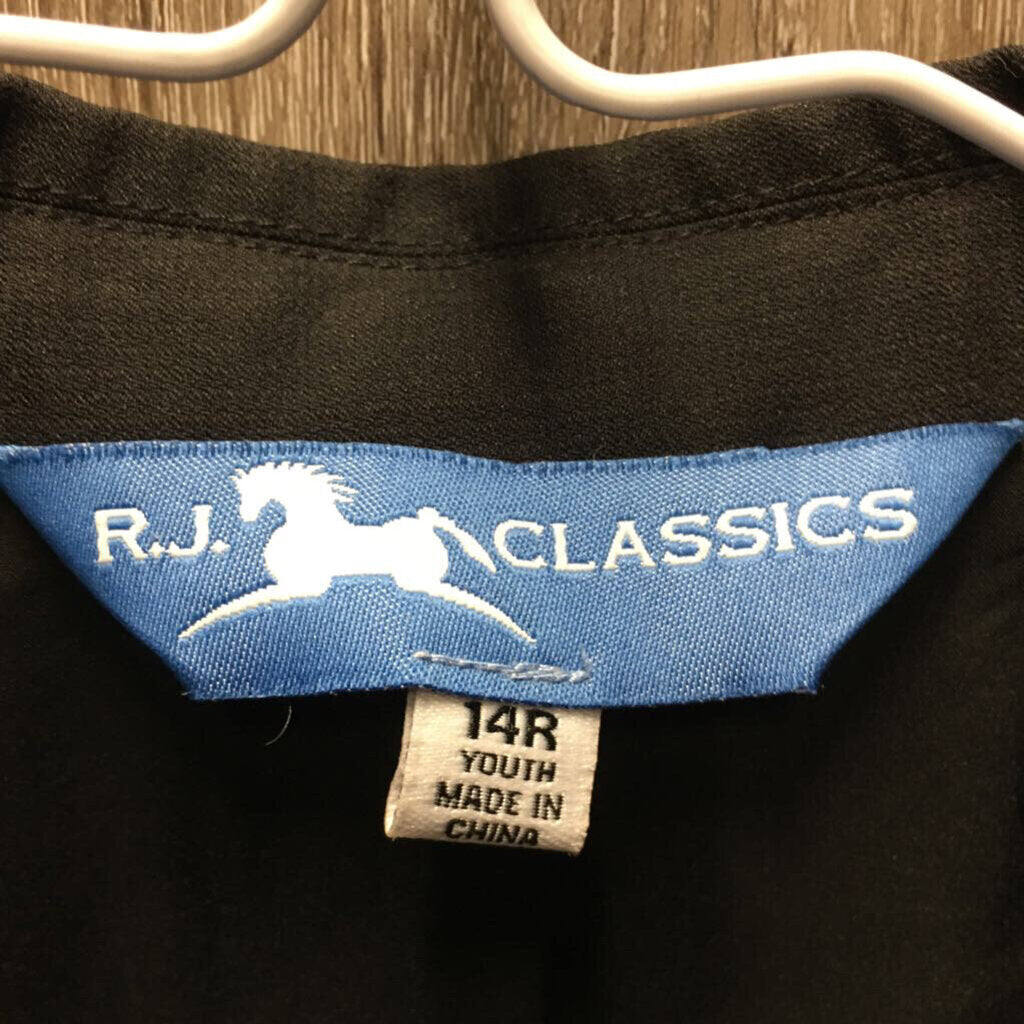 R.J. CLASSICS
14R
YOUTH
MADE IN
CHINA